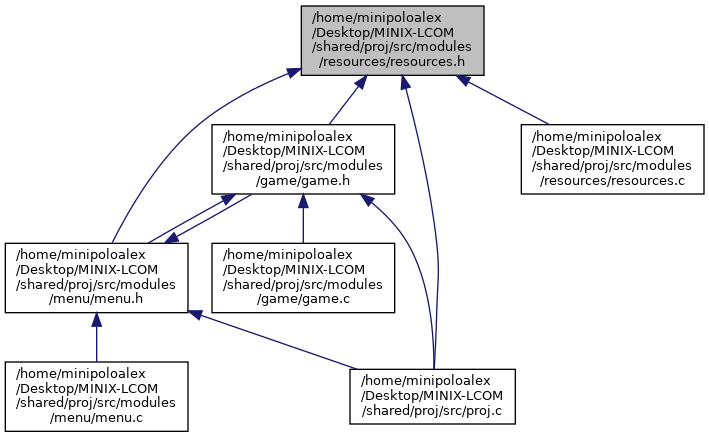 /home/minipoloalex
/Desktop/MINIX-LCOM
/shared/proj/src/modules
/resources/resources.h
/home/minipoloalex
/Desktop/MINIX-LCOM
/shared/proj/src/modules
/game/game.h
/home/minipoloalex
/Desktop/MINIX-LCOM
/shared/proj/src/modules
/resources/resources.c
/home/minipoloalex
/Desktop/MINIX-LCOM
/shared/proj/src/modules
/menu/menu.h
/home/minipoloalex
/Desktop/MINIX-LCOM
/shared/proj/src/modules
/game/game.c
/home/minipoloalex
/Desktop/MINIX-LCOM
/shared/proj/src/modules
/menu/menu.c
/home/minipoloalex
/Desktop/MINIX-LCOM
/shared/proj/src/proj.c